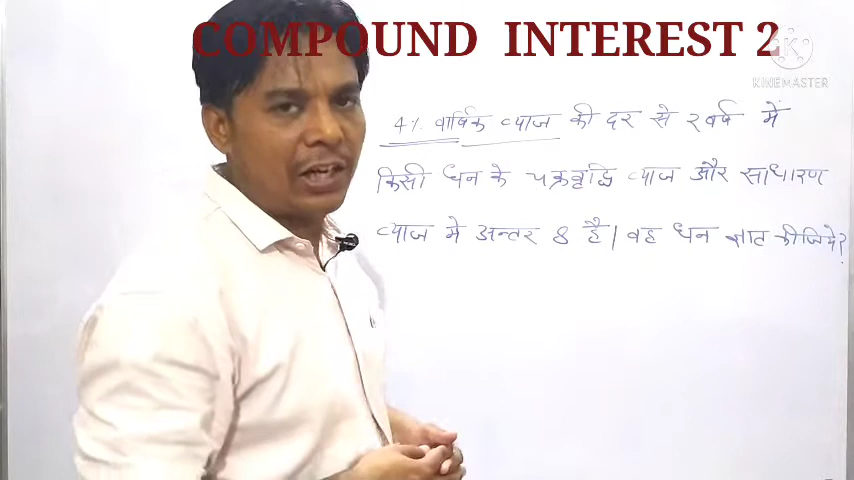 COMPOUND INTEREST 2
K
KINEMASTER
4% वार्षिक ब्याज की दर से 2 वर्ष में
किसी धन के चक्रवृद्धि ब्याज और साधारण
ब्याज मे अन्तर 8 है। वह धन ज्ञात कीजिये?